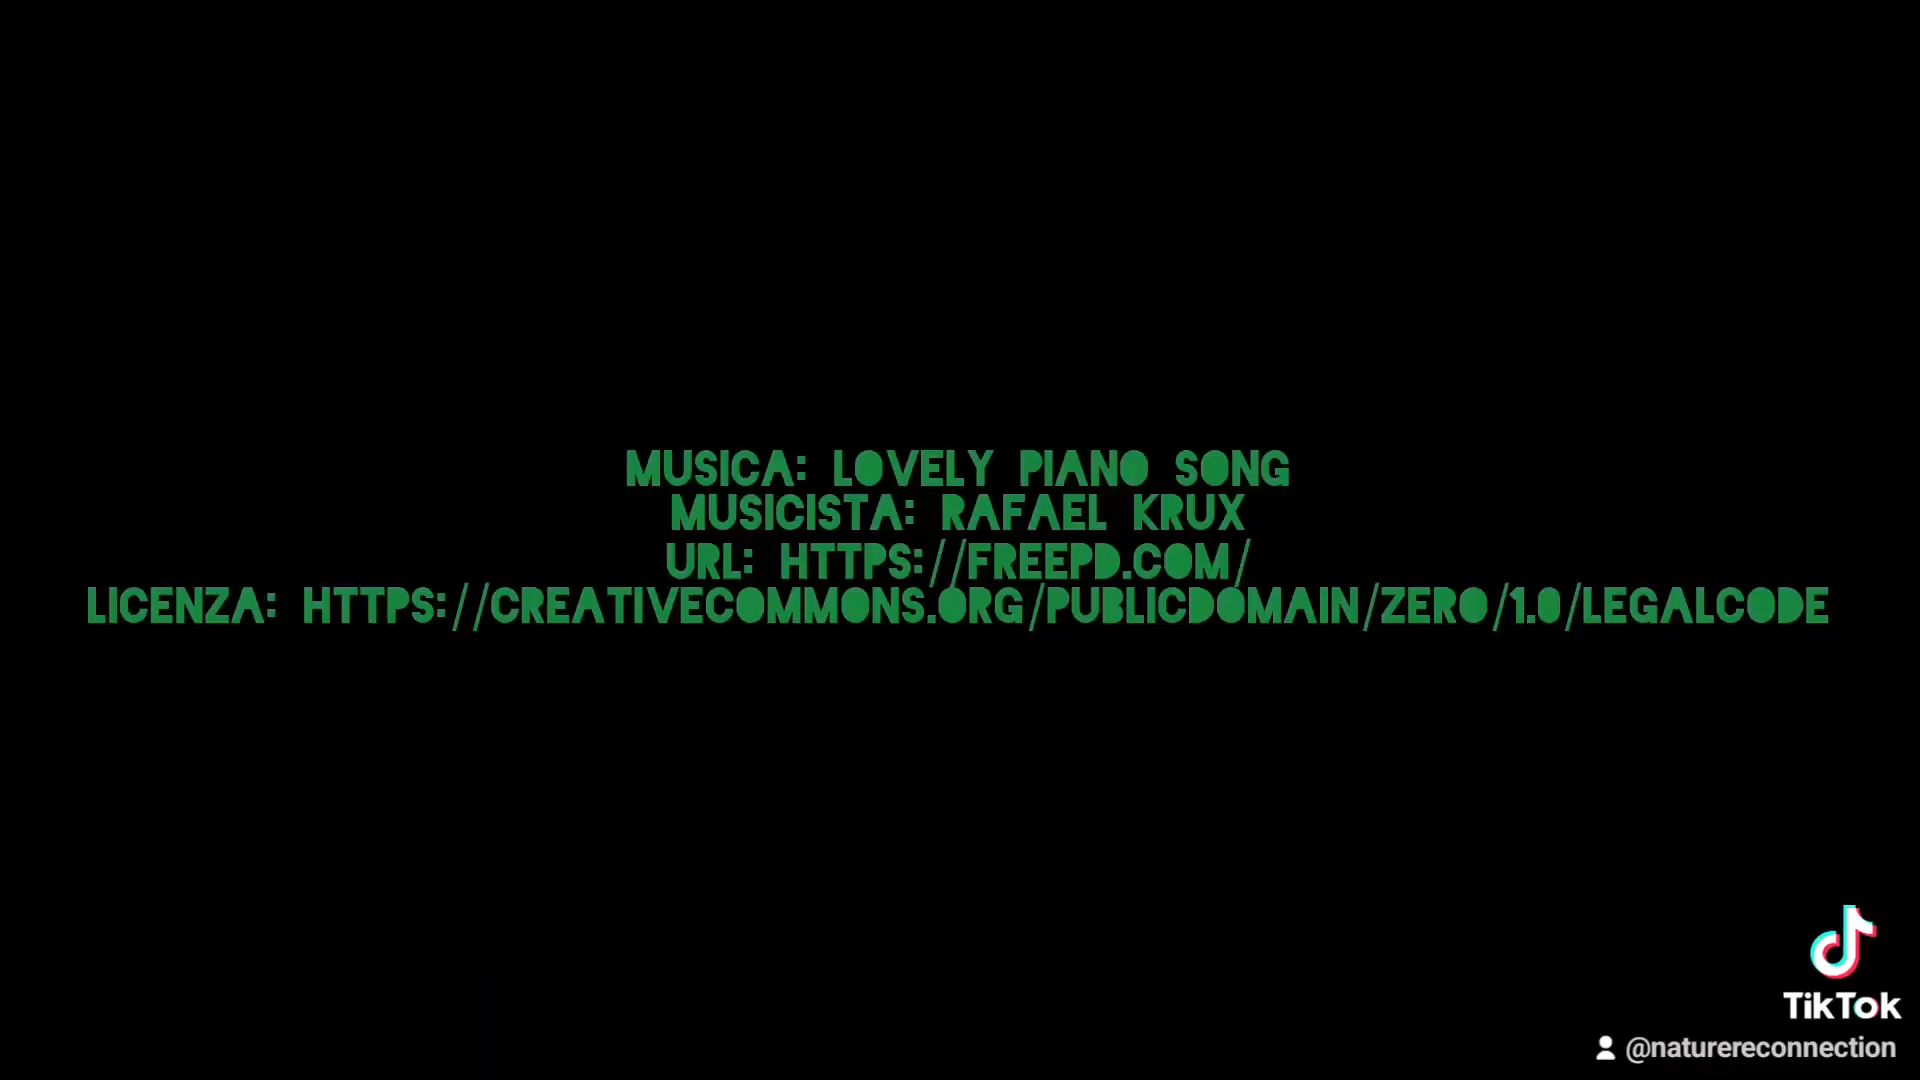 MUSICA: LOVELY PIANO SONG
MUSICISTA: RAFAEL KRUX
URL: HTTPS://FREEPD.COM/
LICENZA: HTTPS://CREATIVECOMMONS.ORG/PUBLICDOMAIN/ZERO/1.0/LEGALCODE
TikTok
@naturereconnection